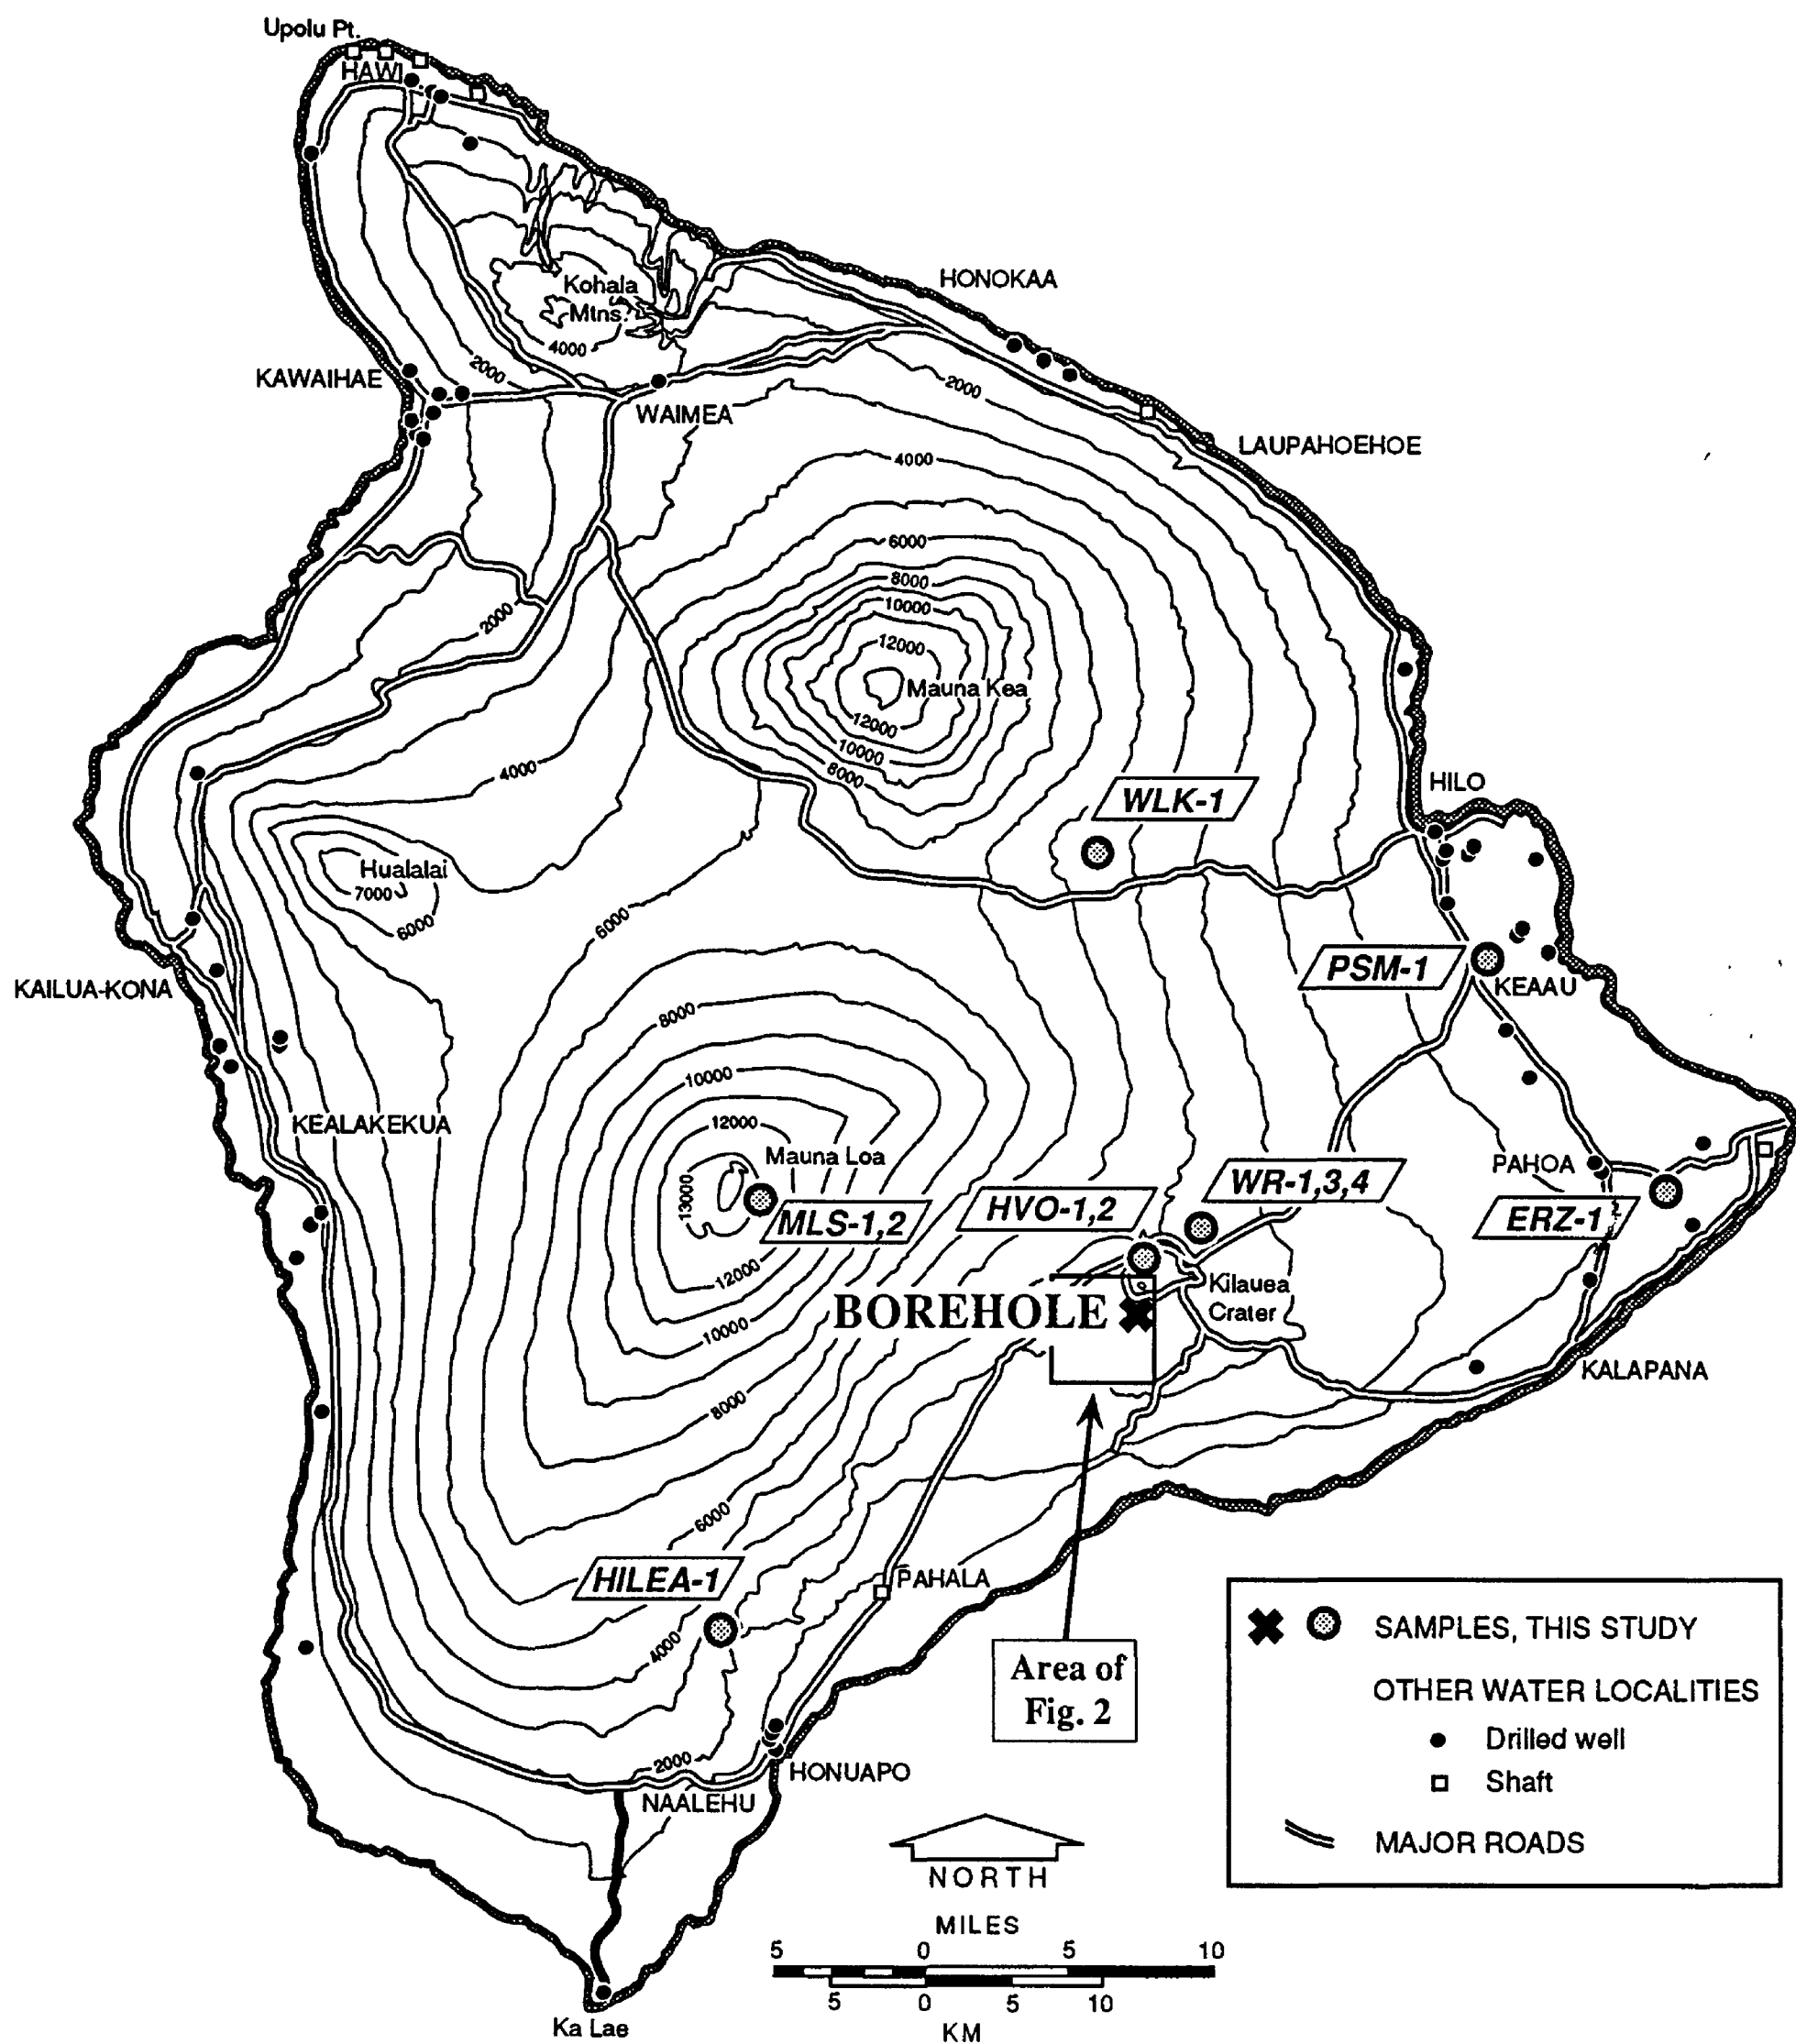 Upolu Pt.
HAWI
Kohala
Mtns.
4000
HONOKAA
KAWAIHAE
2000
WAIMEA
2000
LAUPAHOEHOE
4000
6000
8000
10000
12000
2000
Mauna Kea
12000
10000
8000
4000
WLK-1
HILO
Hualalai
7000
6000
6000
PSM-1
KEAAU
KAILUA-KONA
8000
10000
KEALAKEKUA
12000
Mauna Loa
13000
MLS-1,2
HVO-1,2
WR-1,3,4
PAHOA
ERZ-1
12000
Kilauea
Crater
BOREHOLE
10000
KALAPANA
8000
6000
HILEA-1
PAHALA
4000
Area of
Fig. 2
SAMPLES, THIS STUDY
OTHER WATER LOCALITIES
Drilled well
Shaft
MAJOR ROADS
2000
HONUAPO
NAALEHU
NORTH
MILES
5 0 5 10
5 0 5 10
KM
Ka Lae